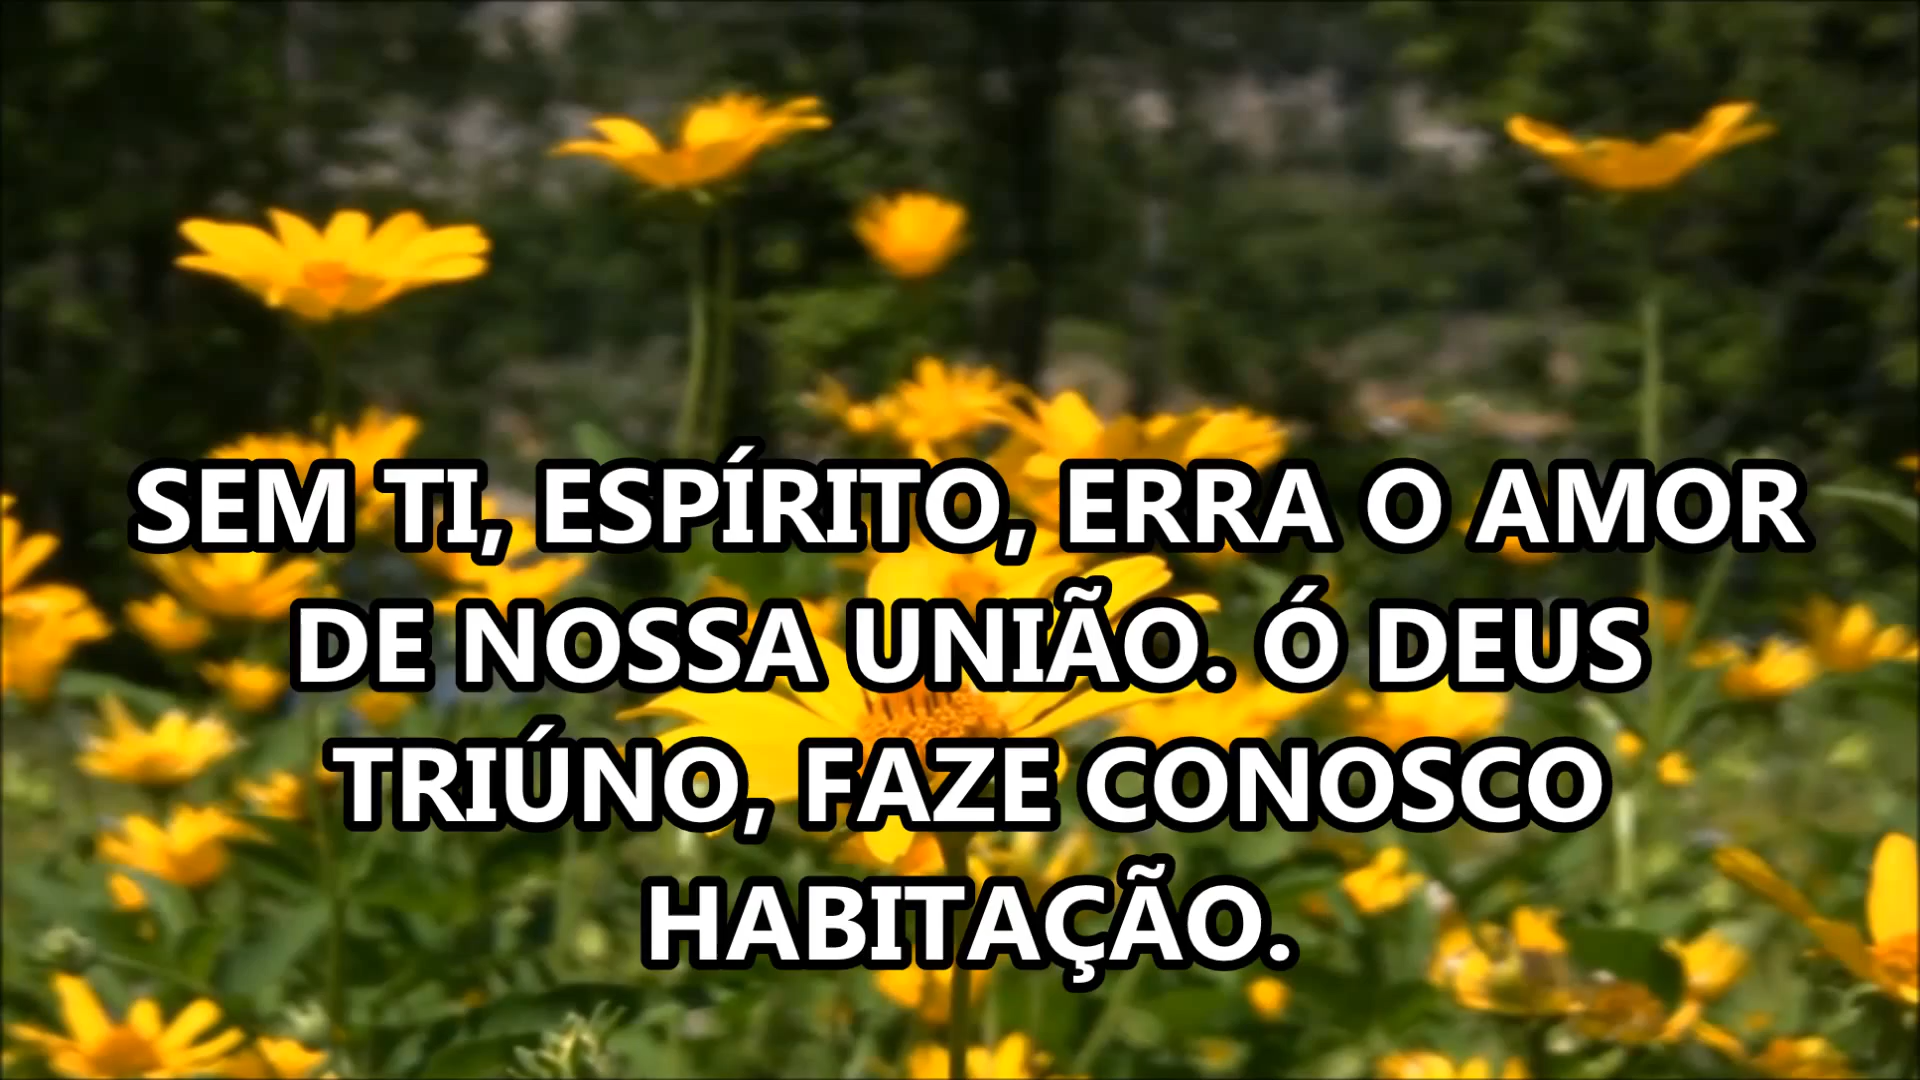 SEM TI, ESPÍRITO, ERRA O AMOR
DE NOSSA UNIÃO. Ó DEUS
TRIÚNO, FAZE CONOSCO
HABITAÇÃO.